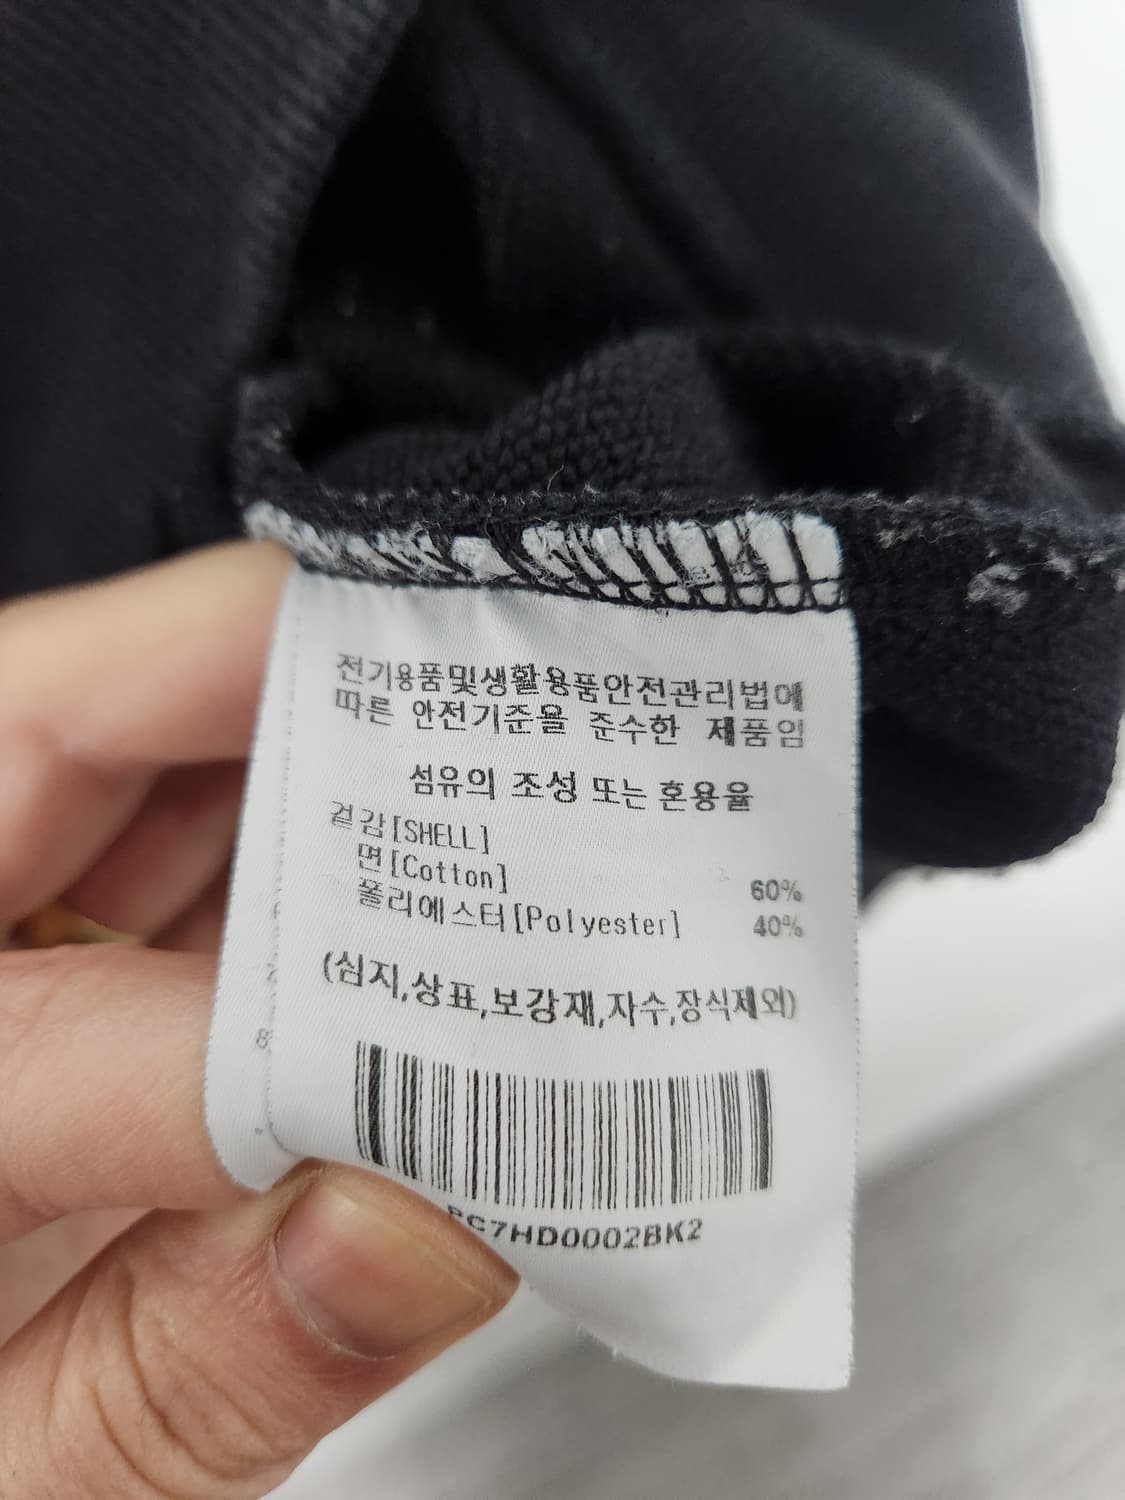 전기용품및생활용품안전관리법에
따른 안전기준을 준수한 제품임
섬유의 조성 또는 혼용율
겉감[SHELL]
면[Cotton] 60%
폴리에스터[Polyester] 40%
(심지,상표,보강재,자수,장식제외)